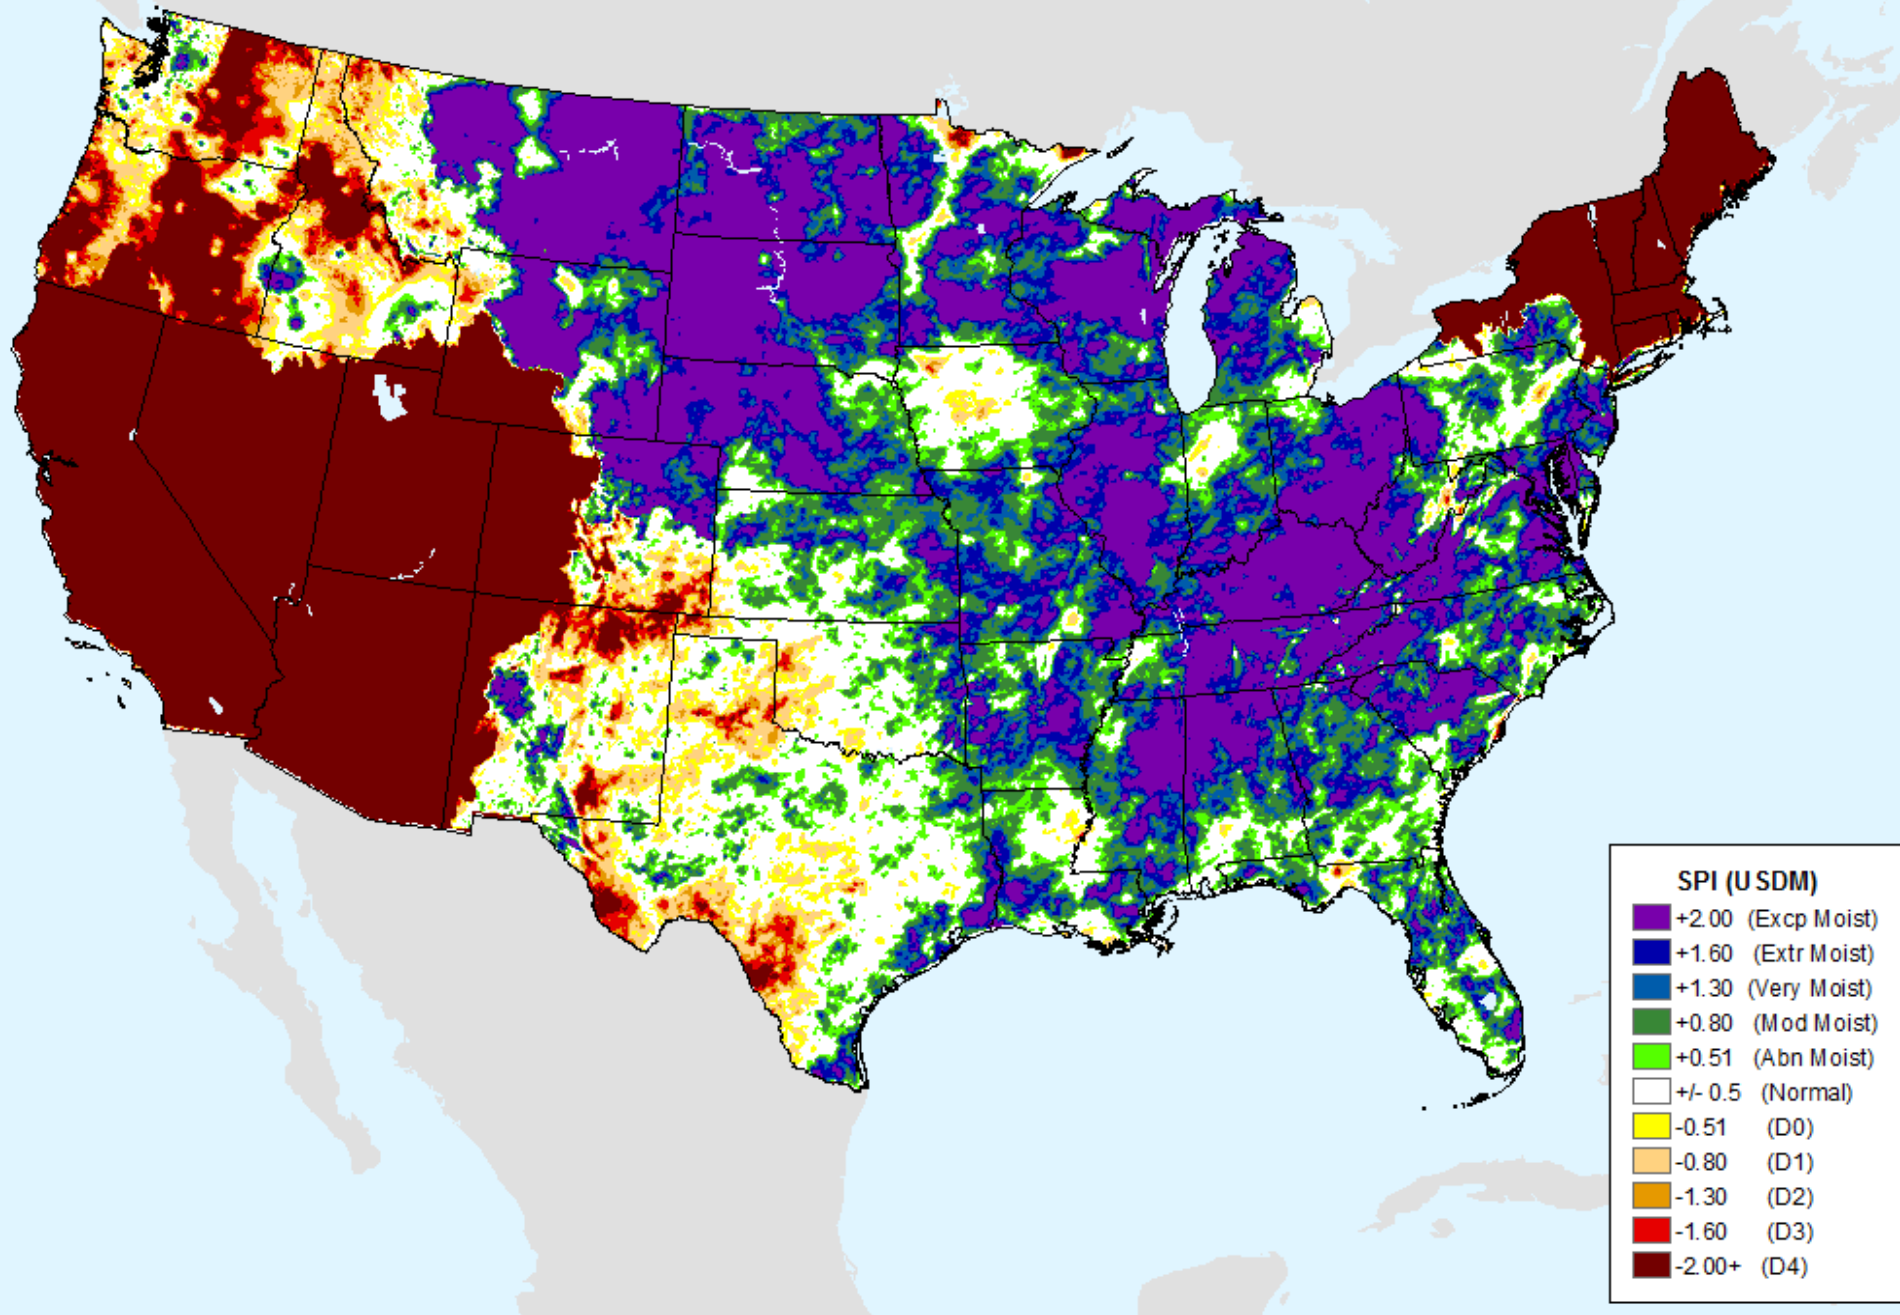 SPI (USDM)
+2.00 (Excp Moist)
+1.60 (Extr Moist)
+1.30 (Very Moist)
+0.80 (Mod Moist)
+0.51 (Abn Moist)
+/- 0.5 (Normal)
-0.51 (D0)
-0.80 (D1)
-1.30 (D2)
-1.60 (D3)
-2.00+ (D4)